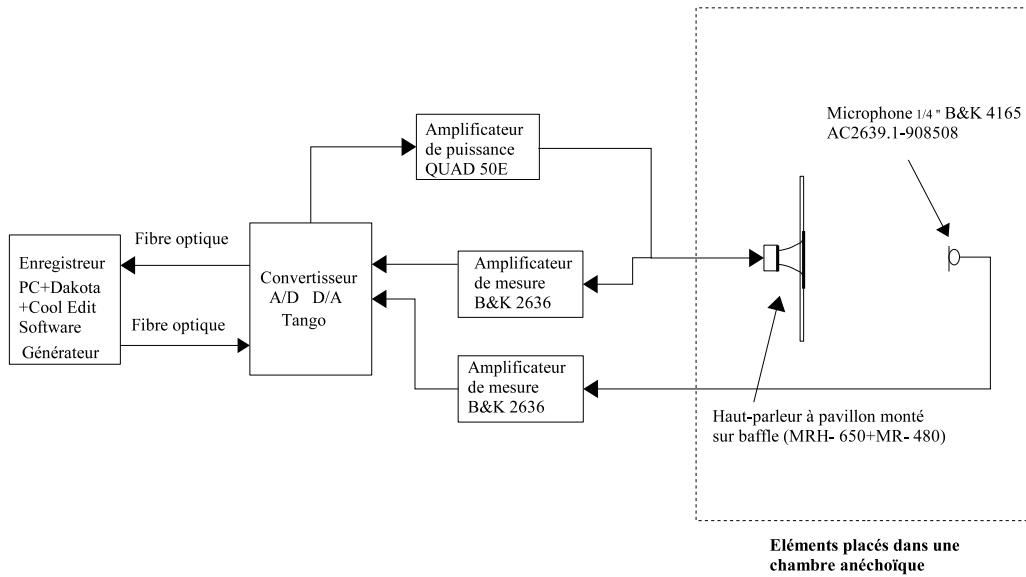 Amplificateur
de puissance
QUAD 50E
Microphone 1/4 " B&K 4165
AC2639.1-908508
Fibre optique
Enregistreur
PC+Dakota
+Cool Edit
Software
Générateur
Fibre optique
Convertisseur
A/D D/A
Tango
Amplificateur
de mesure
B&K 2636
Amplificateur
de mesure
B&K 2636
Haut-parleur à pavillon monté
sur baffle (MRH- 650+MR- 480)
Eléments placés dans une
chambre anéchoïque